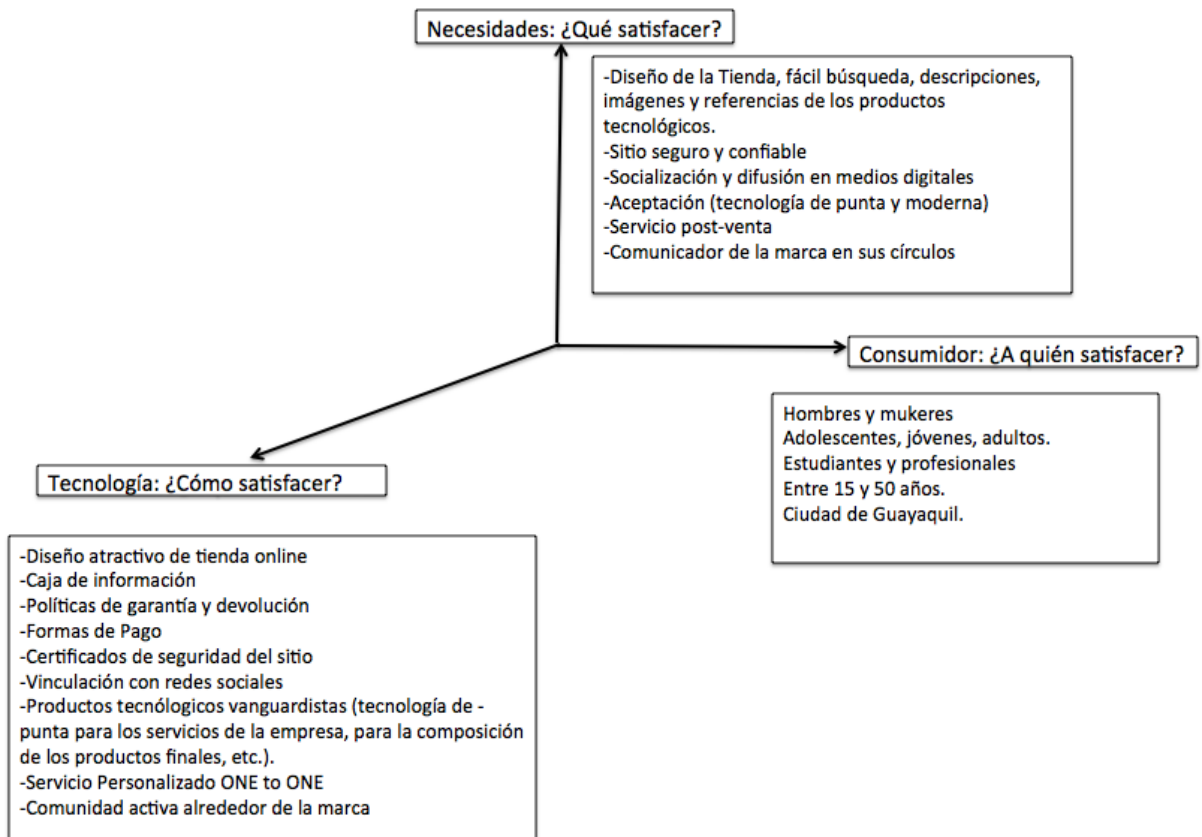 Necesidades: ¿Qué satisfacer?
-Diseño de la Tienda, fácil búsqueda, descripciones,
imágenes y referencias de los productos
tecnológicos.
-Sitio seguro y confiable
-Socialización y difusión en medios digitales
-Aceptación (tecnología de punta y moderna)
-Servicio post-venta
-Comunicador de la marca en sus círculos
Consumidor: ¿A quién satisfacer?
Hombres y mukeres
Adolescentes, jóvenes, adultos.
Estudiantes y profesionales
Entre 15 y 50 años.
Ciudad de Guayaquil.
Tecnología: ¿Cómo satisfacer?
-Diseño atractivo de tienda online
-Caja de información
-Políticas de garantía y devolución
-Formas de Pago
-Certificados de seguridad del sitio
-Vinculación con redes sociales
-Productos tecnólogicos vanguardistas (tecnología de -
punta para los servicios de la empresa, para la composición
de los productos finales, etc.).
-Servicio Personalizado ONE to ONE
-Comunidad activa alrededor de la marca